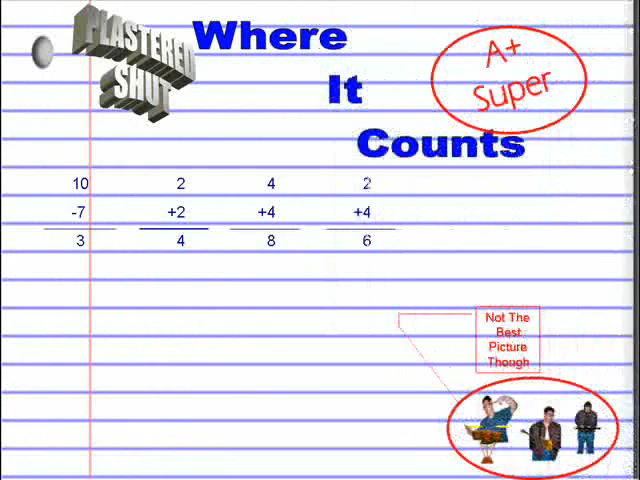 PLASTERED
SHUT
Where
It
Counts
A+
Super
10 2 4 2
-7 +2 +4 +4
3 4 8 6
Not The
Best
Picture
Though